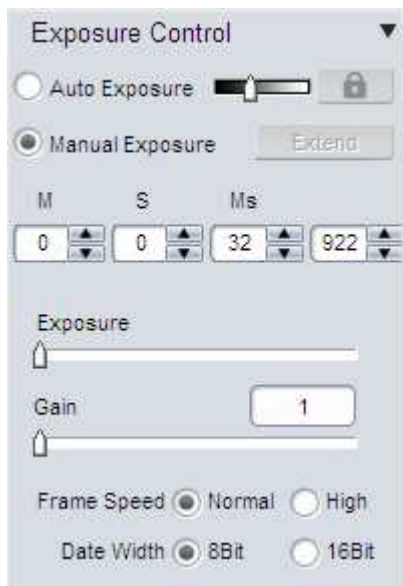 Exposure Control
Auto Exposure
Manual Exposure Extend
M S Ms
0 0 32 922
Exposure
Gain 1
Frame Speed Normal High
Date Width 8Bit 16Bit